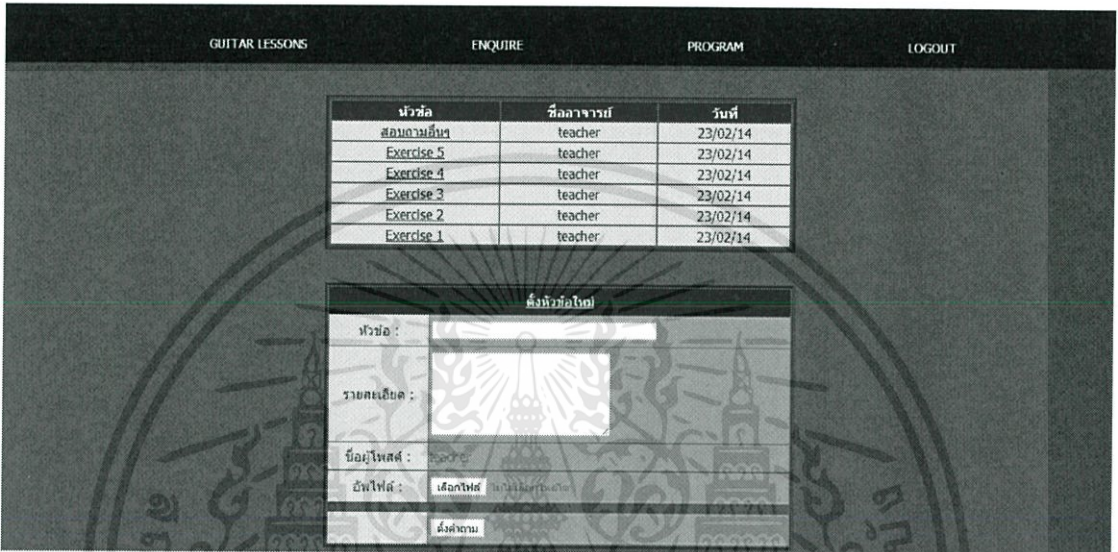 GUITAR LESSONS ENQUIRE PROGRAM LOGOUT
หัวข้อ ชื่ออาจารย์ วันที่
สอบถามอื่นๆ teacher 23/02/14
Exercise 5 teacher 23/02/14
Exercise 4 teacher 23/02/14
Exercise 3 teacher 23/02/14
Exercise 2 teacher 23/02/14
Exercise 1 teacher 23/02/14
ตั้งหัวข้อใหม่
หัวข้อ :
รายละเอียด :
ชื่อผู้โพสต์ : teacher
อัพไฟล์ : เลือกไฟล์
ตั้งคำถาม